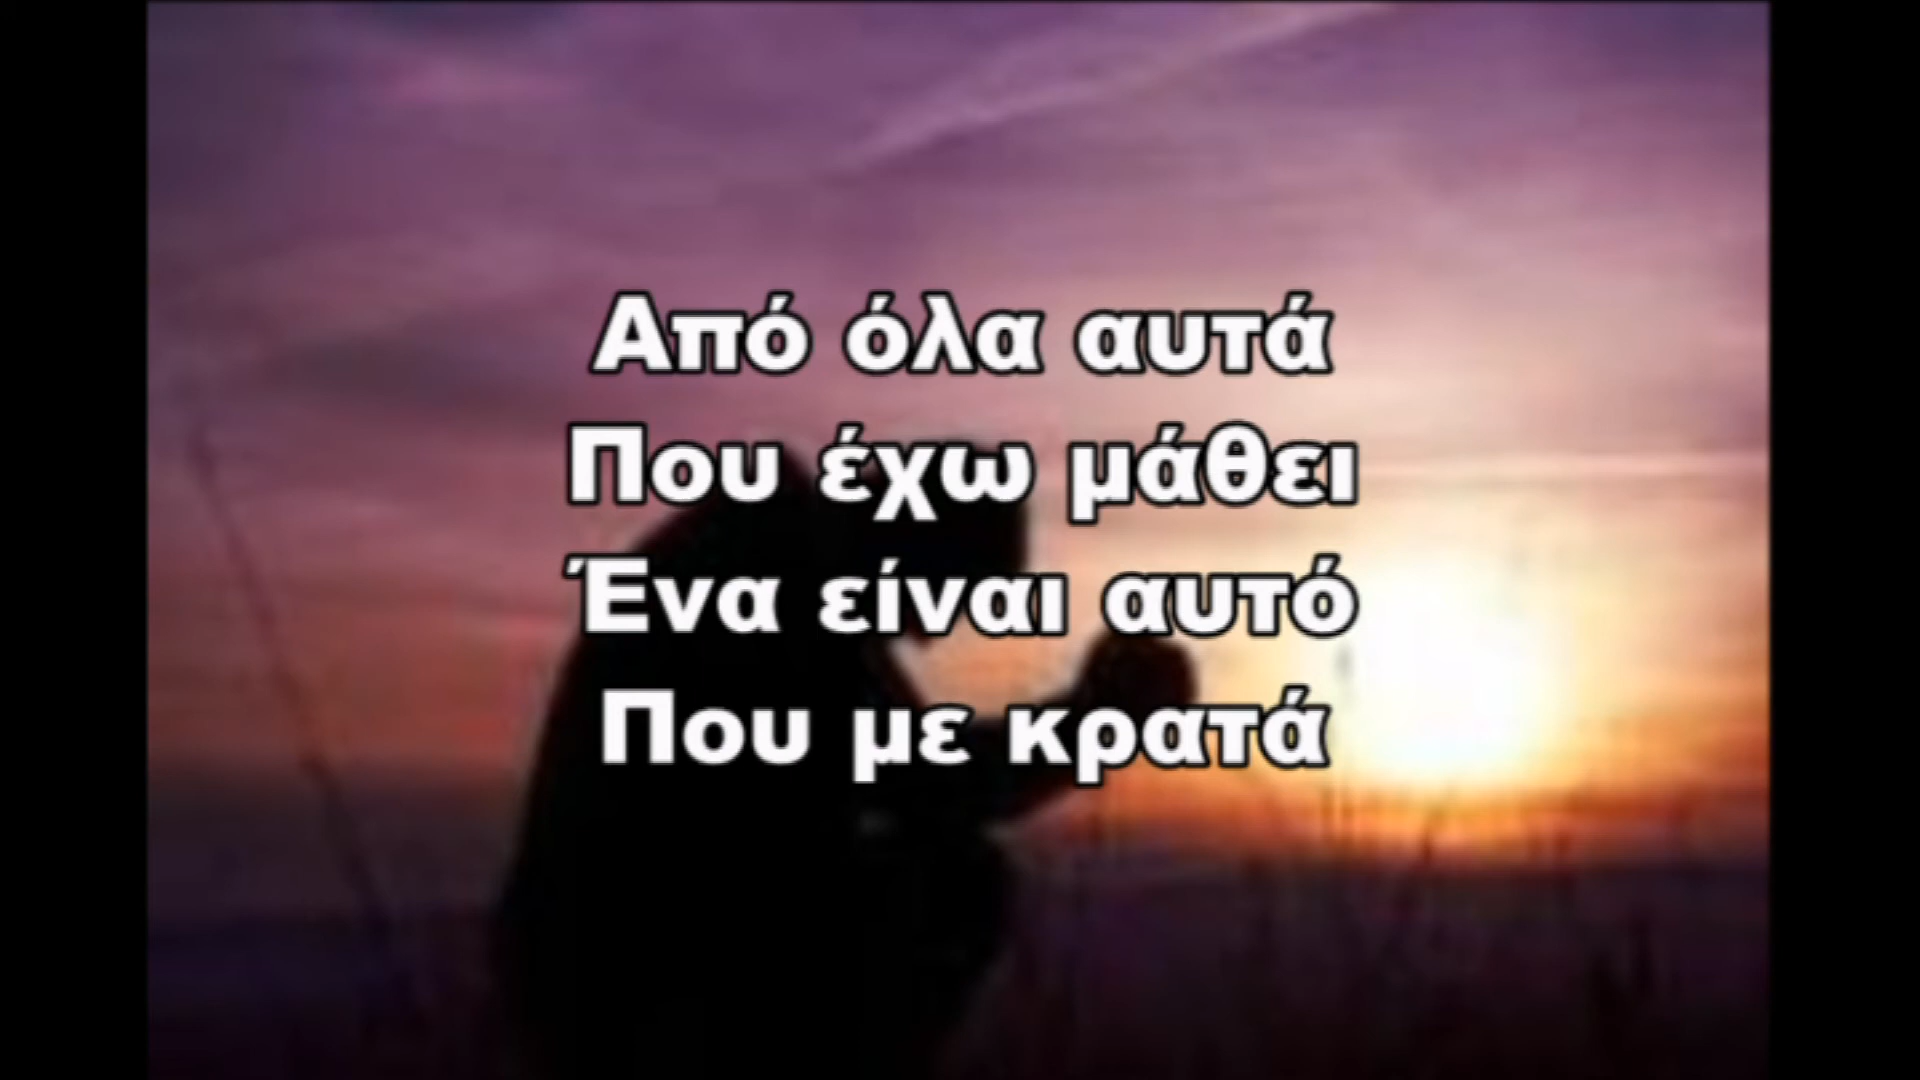 Από όλα αυτά
Που έχω μάθει
Ένα είναι αυτό
Που με κρατά